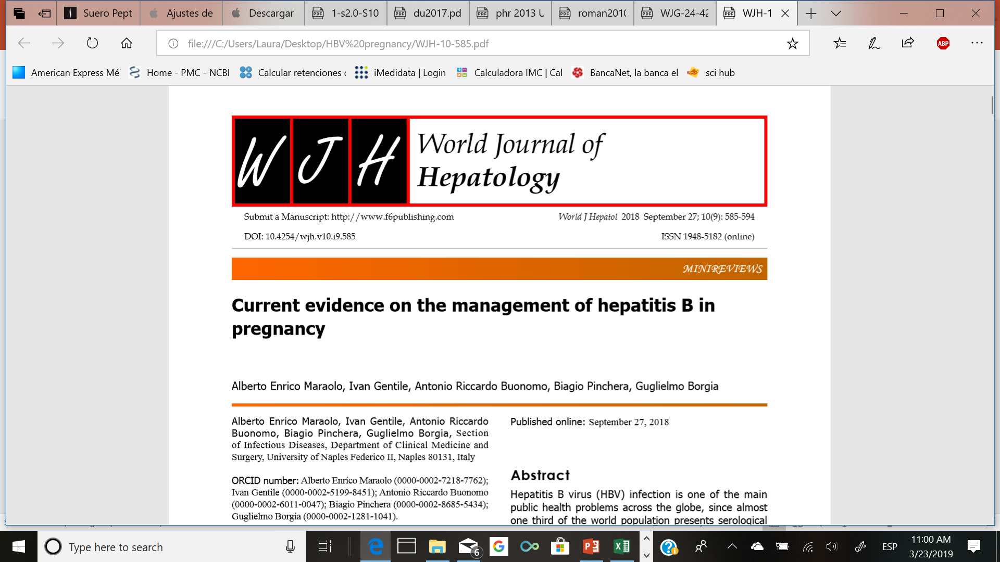 Suero Pept
Ajustes de
Descargar
1-s2.0-S10
du2017.pd
phr 2013 U
roman2010
WJG-24-42
WJH-1
file:///C:/Users/Laura/Desktop/HBV%20pregnancy/WJH-10-585.pdf
ABP
American Express Mé
Home - PMC - NCBI
Calcular retenciones
iMedidata | Login
Calculadora IMC | Cal
BancaNet, la banca el
sci hub
W J H
World Journal of
Hepatology
Submit a Manuscript: http://www.f6publishing.com
World J Hepatol 2018 September 27; 10(9): 585-594
DOI: 10.4254/wjh.v10.i9.585
ISSN 1948-5182 (online)
MINIREVIEWS
Current evidence on the management of hepatitis B in
pregnancy
Alberto Enrico Maraolo, Ivan Gentile, Antonio Riccardo Buonomo, Biagio Pinchera, Guglielmo Borgia
Alberto Enrico Maraolo, Ivan Gentile, Antonio Riccardo
Buonomo, Biagio Pinchera, Guglielmo Borgia, Section
of Infectious Diseases, Department of Clinical Medicine and
Surgery, University of Naples Federico II, Naples 80131, Italy
ORCID number: Alberto Enrico Maraolo (0000-0002-7218-7762);
Ivan Gentile (0000-0002-5199-8451); Antonio Riccardo Buonomo
(0000-0002-6011-0047); Biagio Pinchera (0000-0002-8685-5434);
Guglielmo Borgia (0000-0002-1281-1041).
Published online: September 27, 2018
Abstract
Hepatitis B virus (HBV) infection is one of the main
public health problems across the globe, since almost
one third of the world population presents serological
Type here to search
6
ESP
11:00 AM
3/23/2019